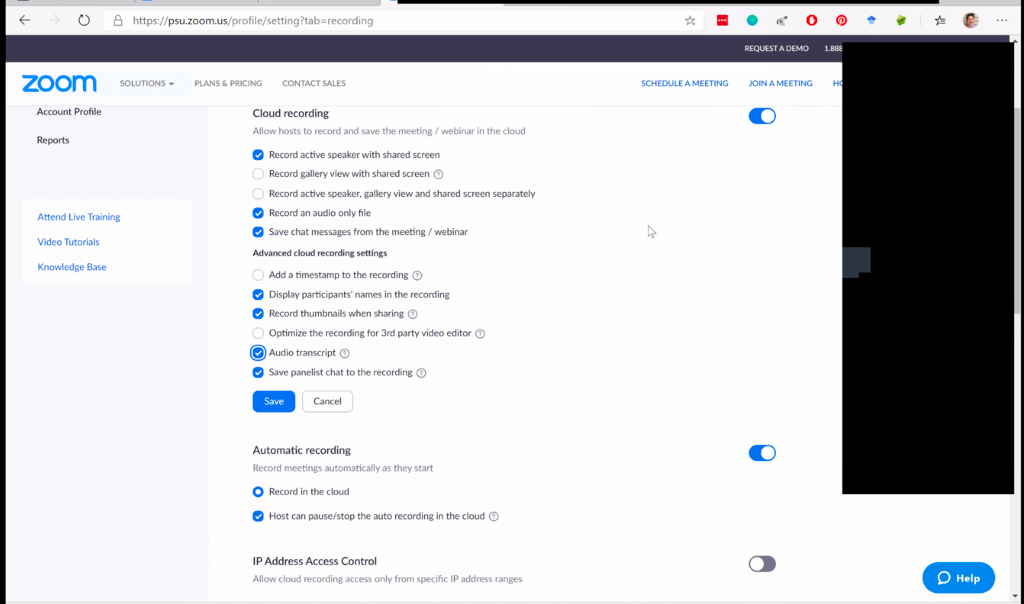 https://psu.zoom.us/profile/setting?tab=recording
REQUEST A DEMO 1.888
zoom SOLUTIONS PLANS & PRICING CONTACT SALES SCHEDULE A MEETING JOIN A MEETING HO
Account Profile
Reports
Attend Live Training
Video Tutorials
Knowledge Base
Cloud recording
Allow hosts to record and save the meeting / webinar in the cloud
Record active speaker with shared screen
Record gallery view with shared screen
Record active speaker, gallery view and shared screen separately
Record an audio only file
Save chat messages from the meeting / webinar
Advanced cloud recording settings
Add a timestamp to the recording
Display participants' names in the recording
Record thumbnails when sharing
Optimize the recording for 3rd party video editor
Audio transcript
Save panelist chat to the recording
Save Cancel
Automatic recording
Record meetings automatically as they start
Record in the cloud
Host can pause/stop the auto recording in the cloud
IP Address Access Control
Allow cloud recording access only from specific IP address ranges
Help